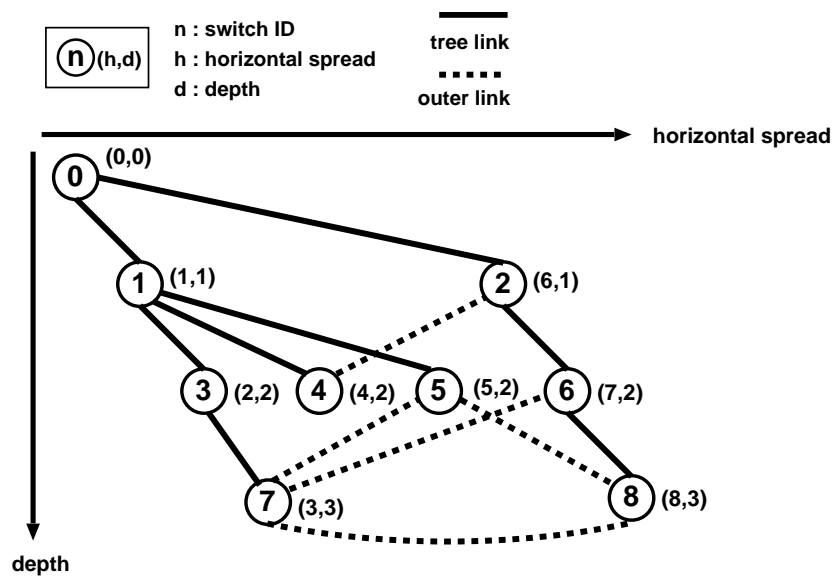 n (h,d)
n : switch ID
h : horizontal spread
d : depth
tree link
outer link
horizontal spread
0 (0,0)
1 (1,1)
2 (6,1)
3 (2,2)
4 (4,2)
5 (5,2)
6 (7,2)
7 (3,3)
8 (8,3)
depth